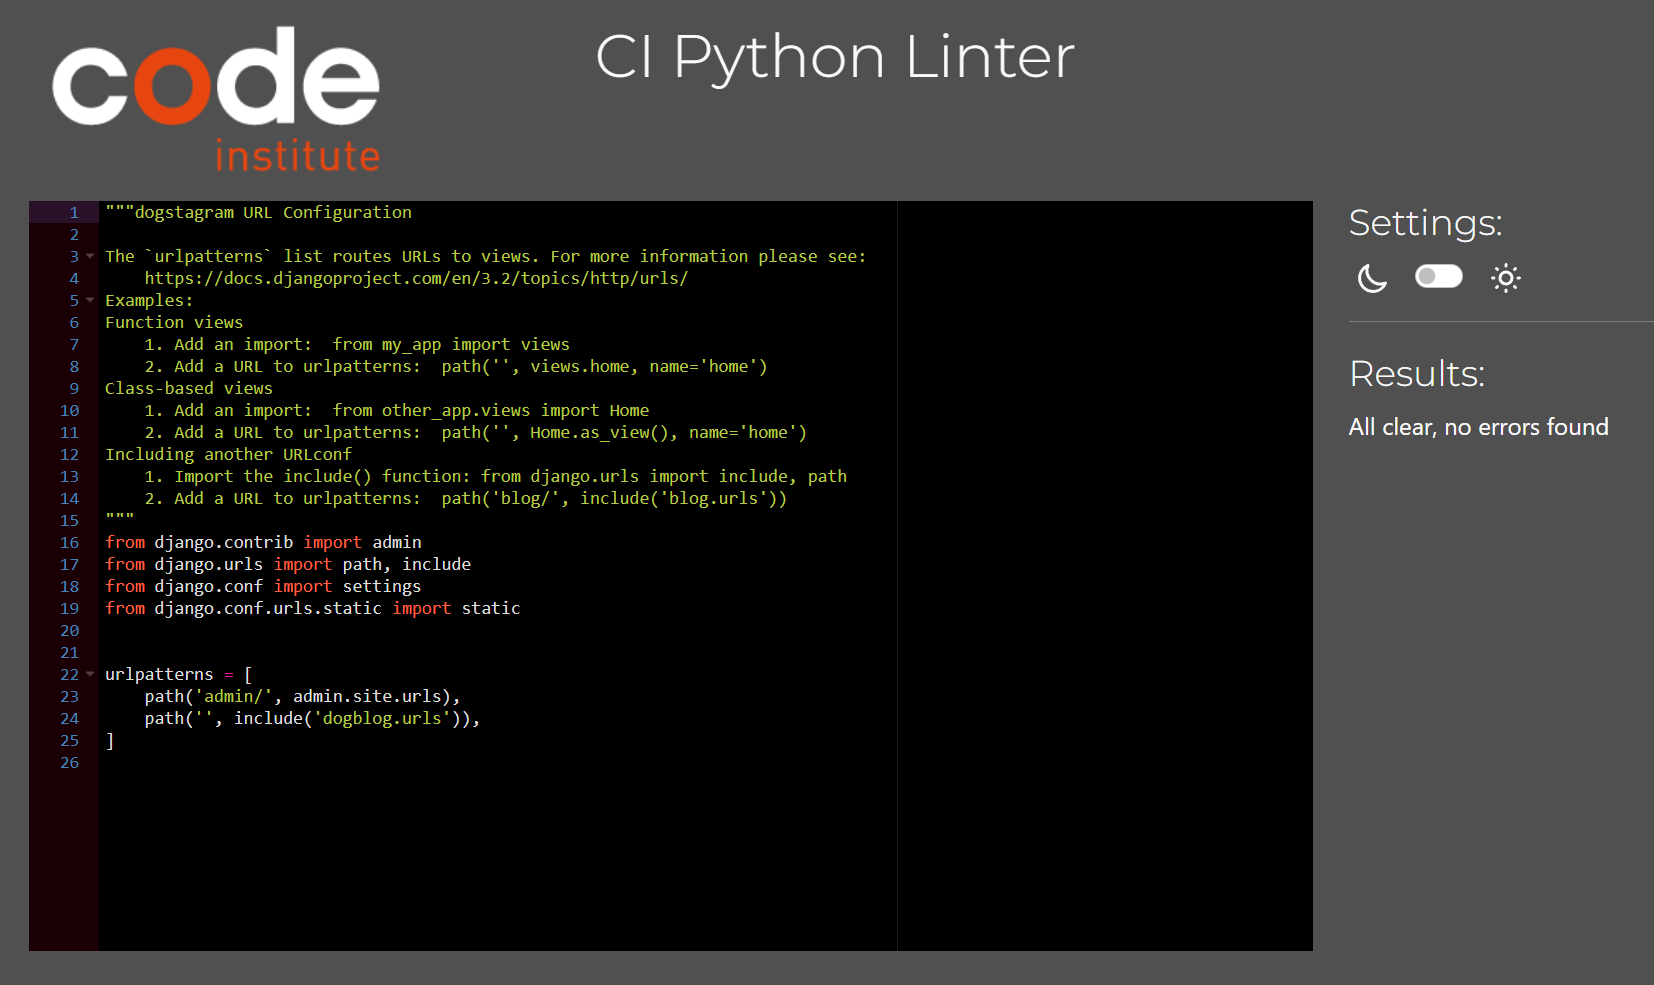 code
institute
CI Python Linter
1 """dogstagram URL Configuration
2
3 The `urlpatterns` list routes URLs to views. For more information please see:
4     https://docs.djangoproject.com/en/3.2/topics/http/urls/
5 Examples:
6 Function views
7     1. Add an import:  from my_app import views
8     2. Add a URL to urlpatterns:  path('', views.home, name='home')
9 Class-based views
10     1. Add an import:  from other_app.views import Home
11     2. Add a URL to urlpatterns:  path('', Home.as_view(), name='home')
12 Including another URLconf
13     1. Import the include() function: from django.urls import include, path
14     2. Add a URL to urlpatterns:  path('blog/', include('blog.urls'))
15 """
16 from django.contrib import admin
17 from django.urls import path, include
18 from django.conf import settings
19 from django.conf.urls.static import static
20
21
22 urlpatterns = [
23     path('admin/', admin.site.urls),
24     path('', include('dogblog.urls')),
25 ]
26
Settings:
Results:
All clear, no errors found